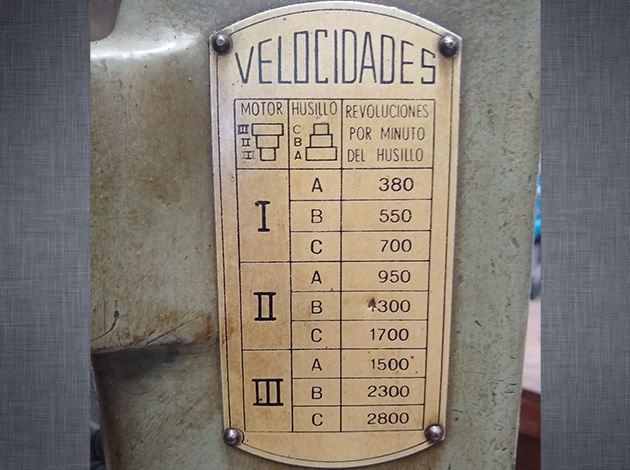 VELOCIDADES
MOTOR HUSILLO REVOLUCIONES POR MINUTO DEL HUSILLO
III II I C B A
I A 380
B 550
C 700
II A 950
B 1300
C 1700
III A 1500
B 2300
C 2800